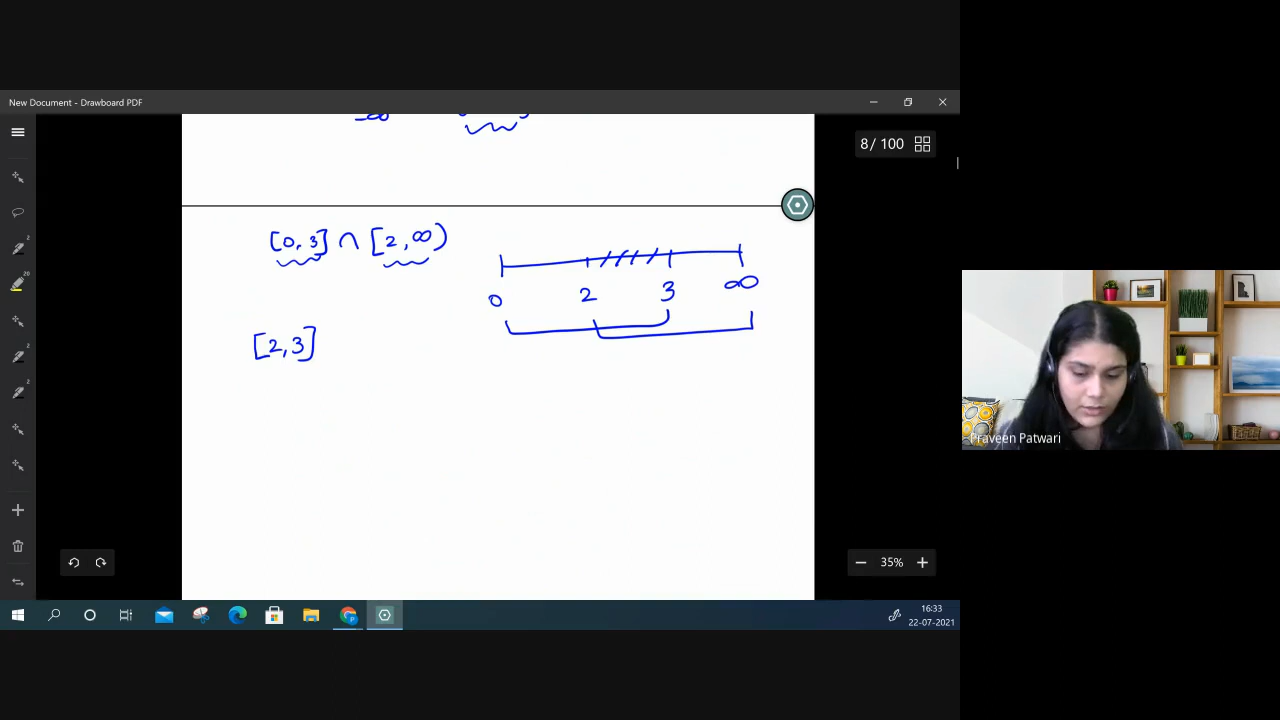 New Document - Drawboard PDF
-∞
8 / 100
[0, 3] ∩ [2, ∞)
0 2 3 ∞
[2, 3]
Praveen Patwari
35%
16:33
22-07-2021